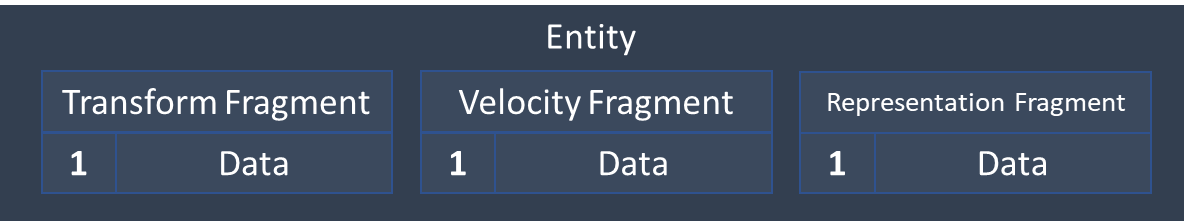 Entity
Transform Fragment
Velocity Fragment
Representation Fragment
1 Data
1 Data
1 Data